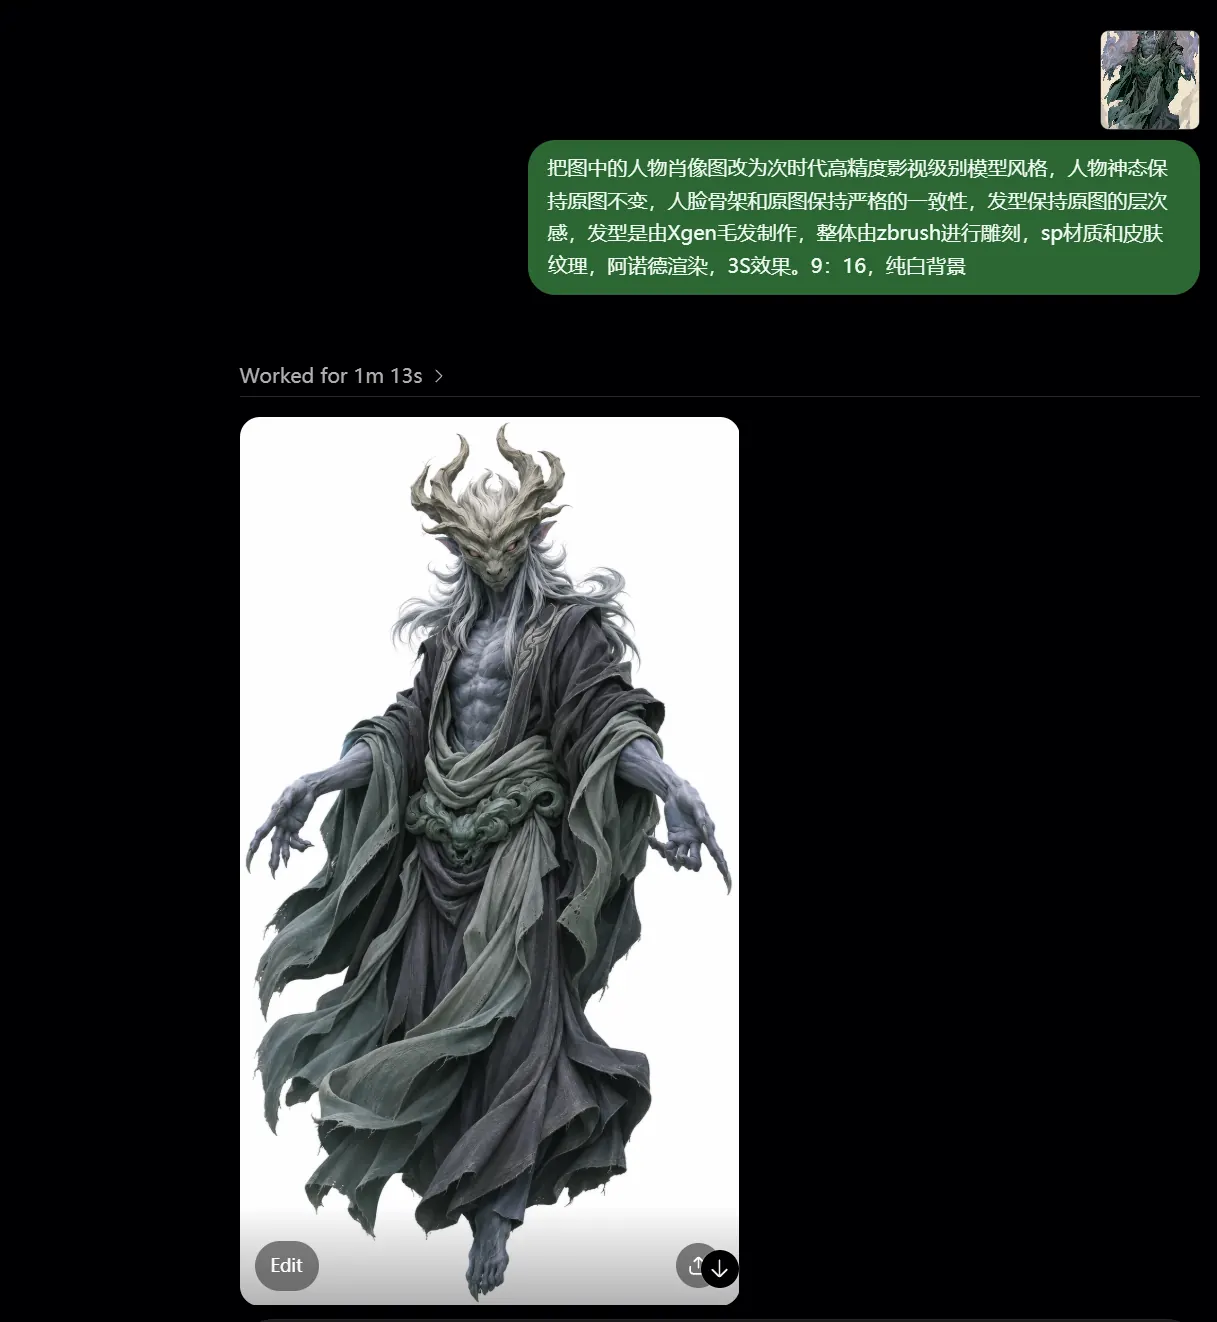 把图中的人物肖像图改为次时代高精度影视级别模型风格，人物神态保
持原图不变，人脸骨架和原图保持严格的一致性，发型保持原图的层次
感，发型是由Xgen毛发制作，整体由zbrush进行雕刻，sp材质和皮肤
纹理，阿诺德渲染，3S效果。9：16，纯白背景
Worked for 1m 13s
Edit